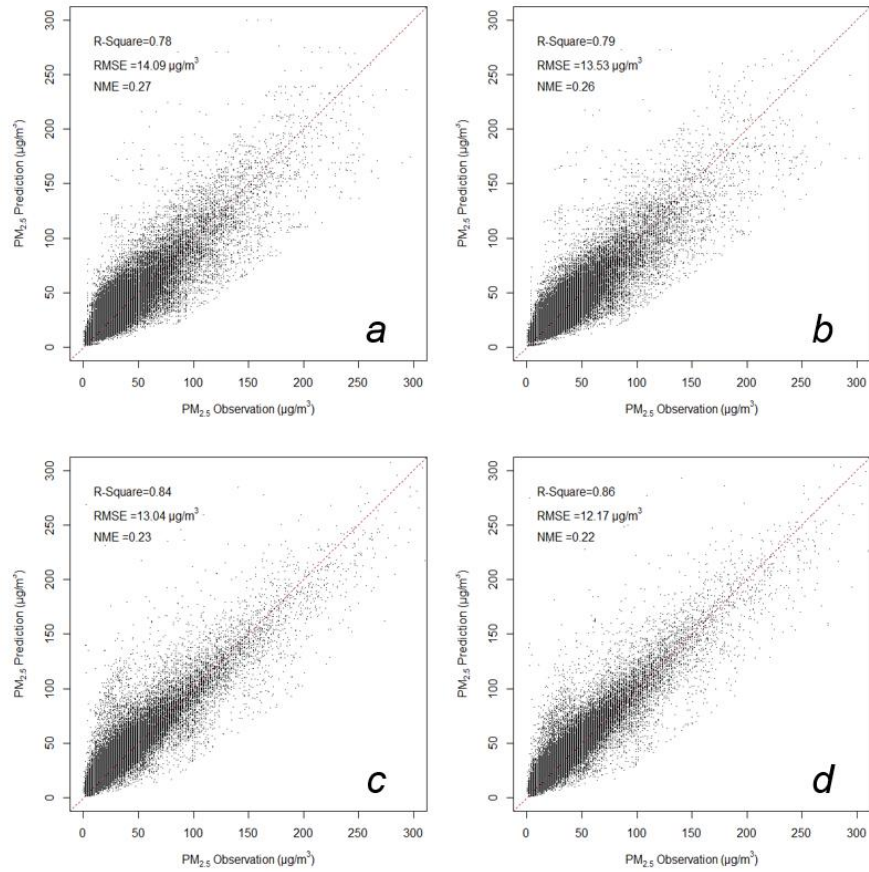 R-Square=0.78
RMSE =14.09 µg/m³
NME =0.27
PM₂.₅ Prediction (µg/m³)
0 50 100 150 200 250 300
a
0 50 100 150 200 250 300
PM₂.₅ Observation (µg/m³)
R-Square=0.79
RMSE =13.53 µg/m³
NME =0.26
PM₂.₅ Prediction (µg/m³)
0 50 100 150 200 250 300
b
0 50 100 150 200 250 300
PM₂.₅ Observation (µg/m³)
R-Square=0.84
RMSE =13.04 µg/m³
NME =0.23
PM₂.₅ Prediction (µg/m³)
0 50 100 150 200 250 300
c
0 50 100 150 200 250 300
PM₂.₅ Observation (µg/m³)
R-Square=0.86
RMSE =12.17 µg/m³
NME =0.22
PM₂.₅ Prediction (µg/m³)
0 50 100 150 200 250 300
d
0 50 100 150 200 250 300
PM₂.₅ Observation (µg/m³)